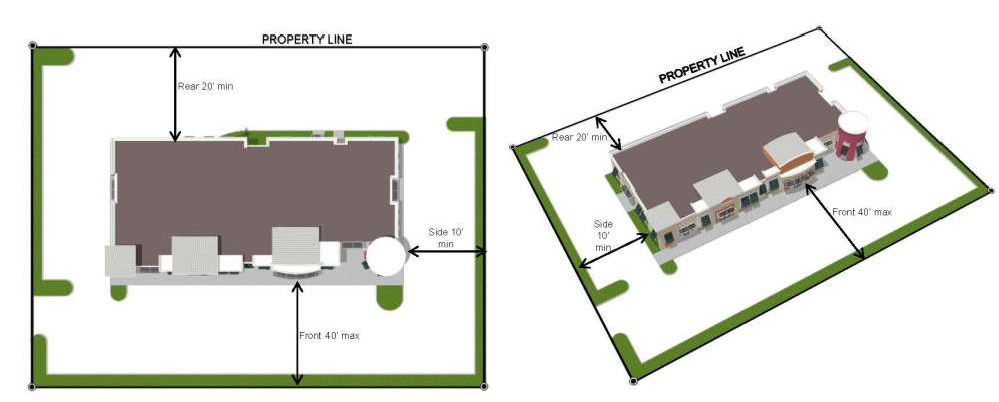 PROPERTY LINE
Rear 20' min
Side 10'
min
Front 40' max
PROPERTY LINE
Rear 20' min
Side
10'
min
Front 40' max